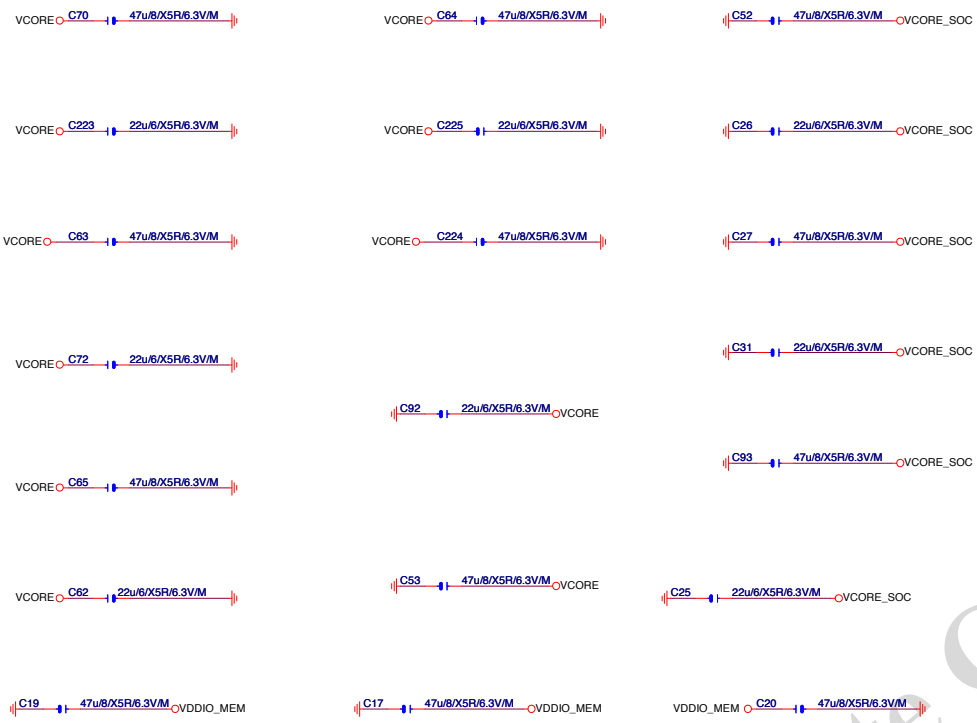 VCORE C70 47u/8/X5R/6.3V/M
VCORE C64 47u/8/X5R/6.3V/M
C52 47u/8/X5R/6.3V/M VCORE_SOC
VCORE C223 22u/6/X5R/6.3V/M
VCORE C225 22u/6/X5R/6.3V/M
C26 22u/6/X5R/6.3V/M VCORE_SOC
VCORE C63 47u/8/X5R/6.3V/M
VCORE C224 47u/8/X5R/6.3V/M
C27 47u/8/X5R/6.3V/M VCORE_SOC
VCORE C72 22u/6/X5R/6.3V/M
C31 22u/6/X5R/6.3V/M VCORE_SOC
C92 22u/6/X5R/6.3V/M VCORE
C93 47u/8/X5R/6.3V/M VCORE_SOC
VCORE C65 47u/8/X5R/6.3V/M
VCORE C62 22u/6/X5R/6.3V/M
C53 47u/8/X5R/6.3V/M VCORE
C25 22u/6/X5R/6.3V/M VCORE_SOC
C19 47u/8/X5R/6.3V/M VDDIO_MEM
C17 47u/8/X5R/6.3V/M VDDIO_MEM
VDDIO_MEM C20 47u/8/X5R/6.3V/M